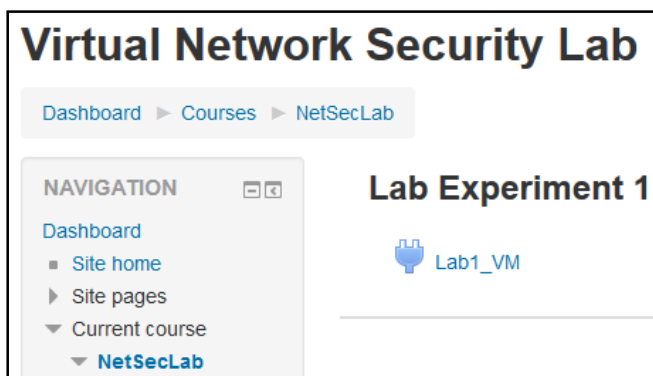 Virtual Network Security Lab
Dashboard ▶ Courses ▶ NetSecLab
NAVIGATION
Dashboard
Site home
Site pages
Current course
NetSecLab
Lab Experiment 1
Lab1_VM